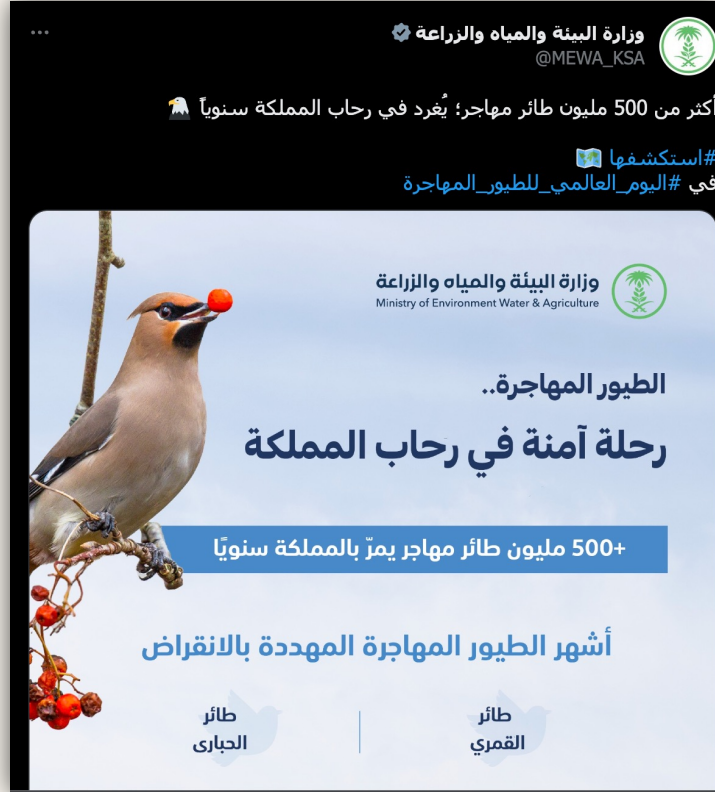 وزارة البيئة والمياه والزراعة
@MEWA_KSA
أكثر من 500 مليون طائر مهاجر؛ يُغرد في رحاب المملكة سنوياً 🦅
#استكشفها 🗺️
في #اليوم_العالمي_للطيور_المهاجرة
وزارة البيئة والمياه والزراعة
Ministry of Environment Water & Agriculture
الطيور المهاجرة..
رحلة آمنة في رحاب المملكة
+500 مليون طائر مهاجر يمرّ بالمملكة سنويًا
أشهر الطيور المهاجرة المهددة بالانقراض
طائر
القمري
طائر
الحبارى